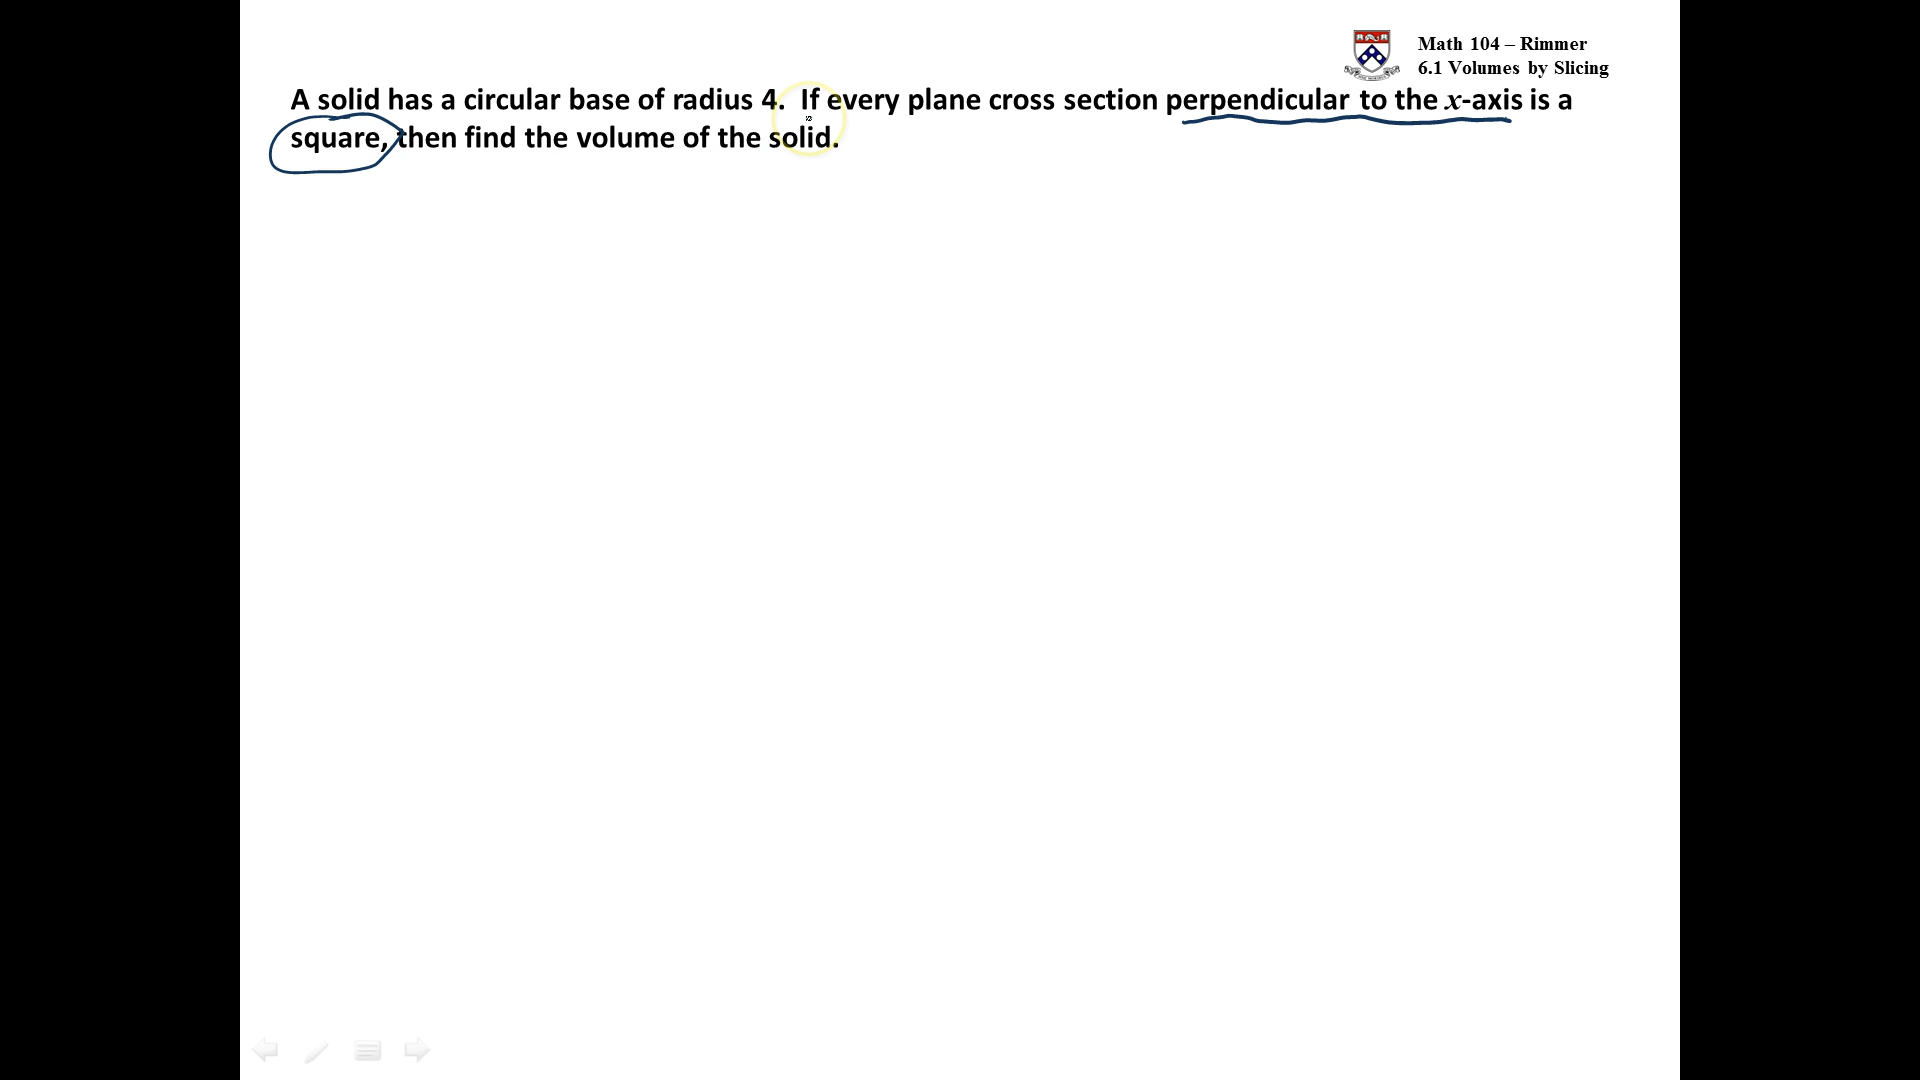 Math 104 – Rimmer
6.1 Volumes by Slicing
A solid has a circular base of radius 4. If every plane cross section perpendicular to the x-axis is a
square, then find the volume of the solid.